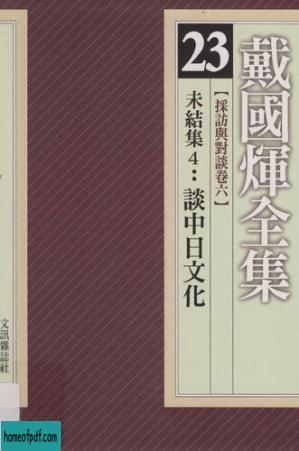 戴國煇全集
23
【採訪與對談卷六】
未結集4：談中日文化
文訊雜誌社
homeofpdf.com